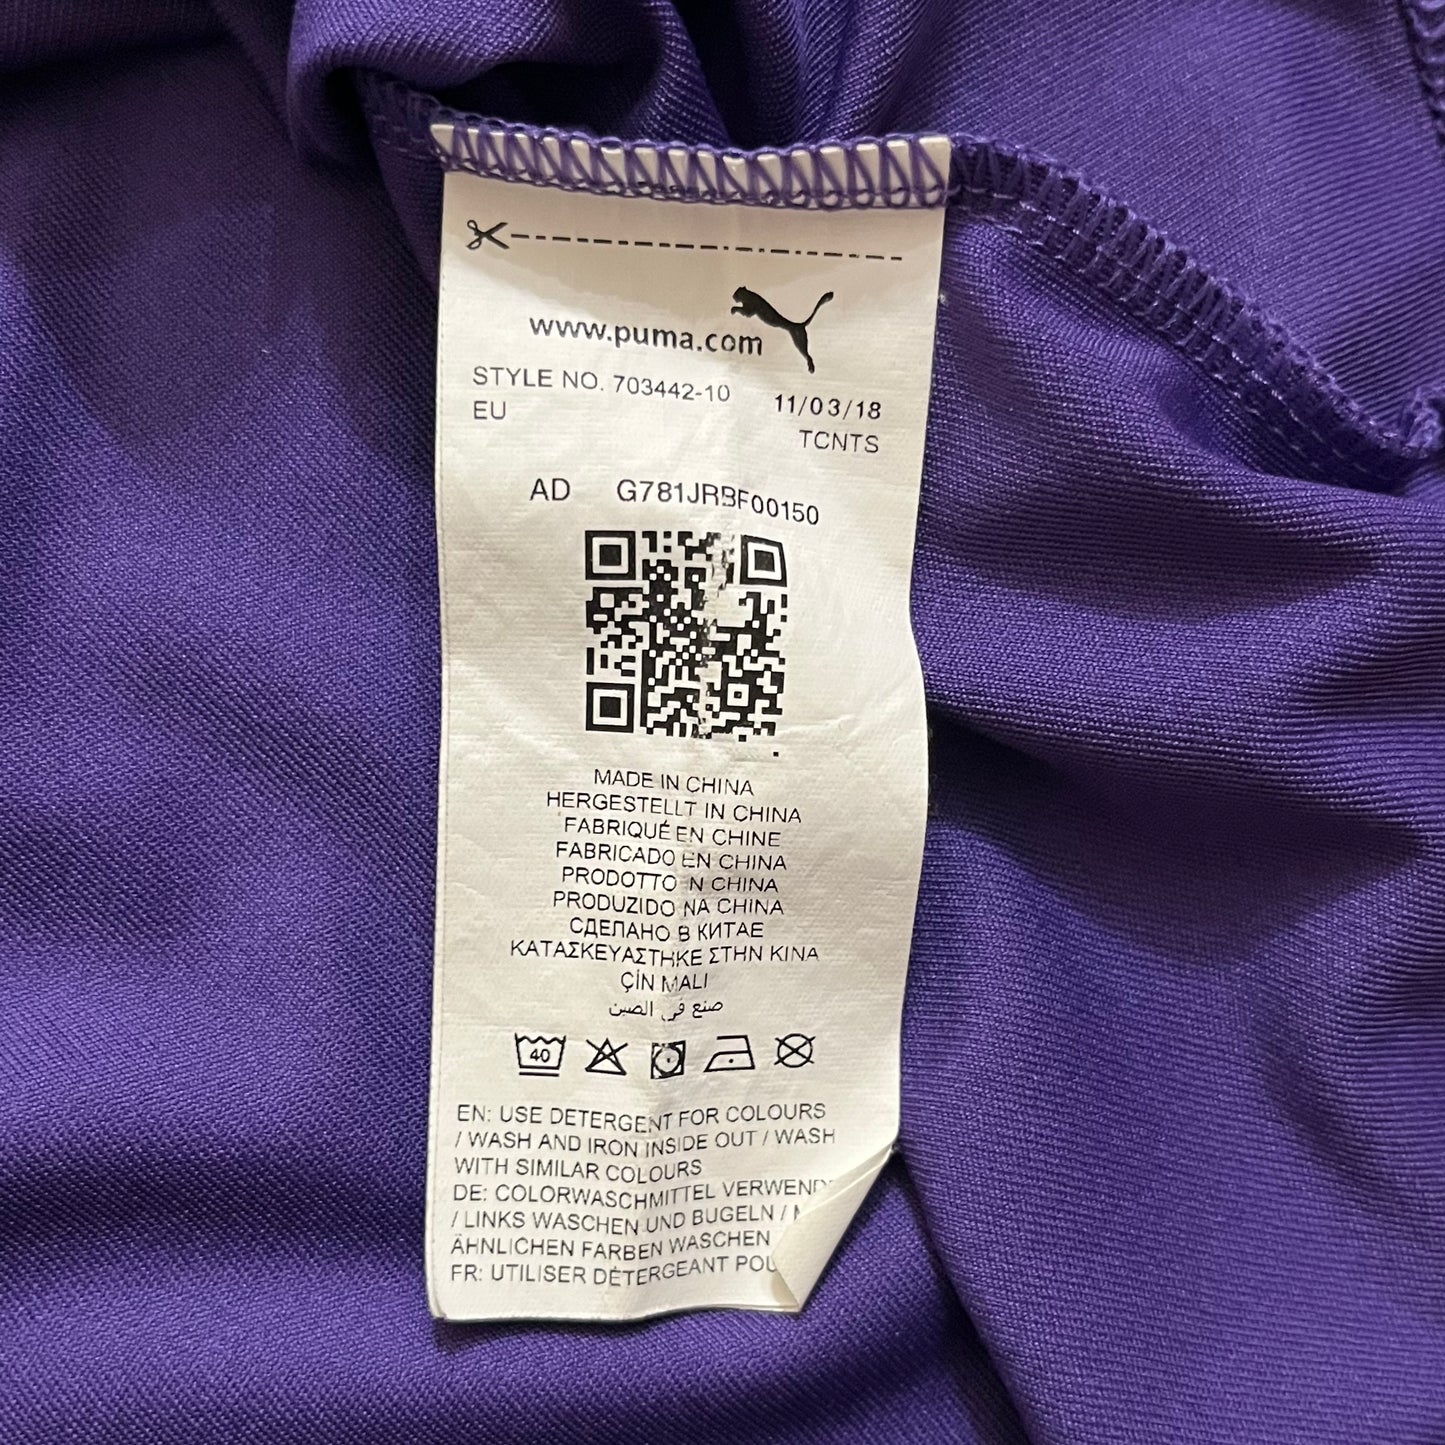 www.puma.com
STYLE NO. 703442-10 11/03/18
EU TCNTS
AD G781JRBF00150
MADE IN CHINA
HERGESTELLT IN CHINA
FABRIQUÉ EN CHINE
FABRICADO EN CHINA
PRODOTTO IN CHINA
PRODUZIDO NA CHINA
СДЕЛАНО В КИТАЕ
ΚΑΤΑΣΚΕΥΑΣΤΗΚΕ ΣΤΗΝ ΚΙΝΑ
ÇİN MALI
صنع في الصين
40
EN: USE DETERGENT FOR COLOURS
/ WASH AND IRON INSIDE OUT / WASH
WITH SIMILAR COLOURS
DE: COLORWASCHMITTEL
/ LINKS WASCHEN UND BUGELN /
ÄHNLICHEN FARBEN WASCHEN
FR: UTILISER DÉTERGEANT